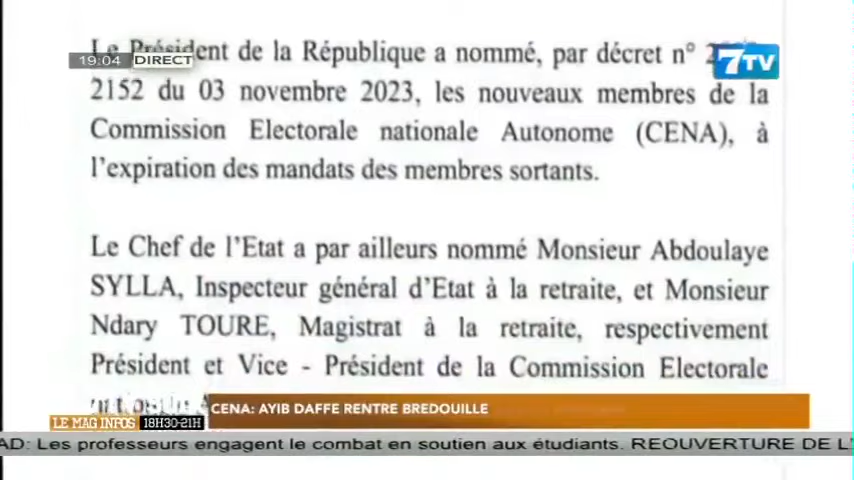 Le Président de la République a nommé, par décret n°
2152 du 03 novembre 2023, les nouveaux membres de la
Commission Electorale nationale Autonome (CENA), à
l'expiration des mandats des membres sortants.
Le Chef de l'Etat a par ailleurs nommé Monsieur Abdoulaye
SYLLA, Inspecteur général d'Etat à la retraite, et Monsieur
Ndary TOURE, Magistrat à la retraite, respectivement
Président et Vice - Président de la Commission Electorale
19:04 DIRECT
7TV
CENA: AYIB DAFFE RENTRE BREDOUILLE
LE MAG INFOS 18H30-21H
AD: Les professeurs engagent le combat en soutien aux étudiants. REOUVERTURE DE L'